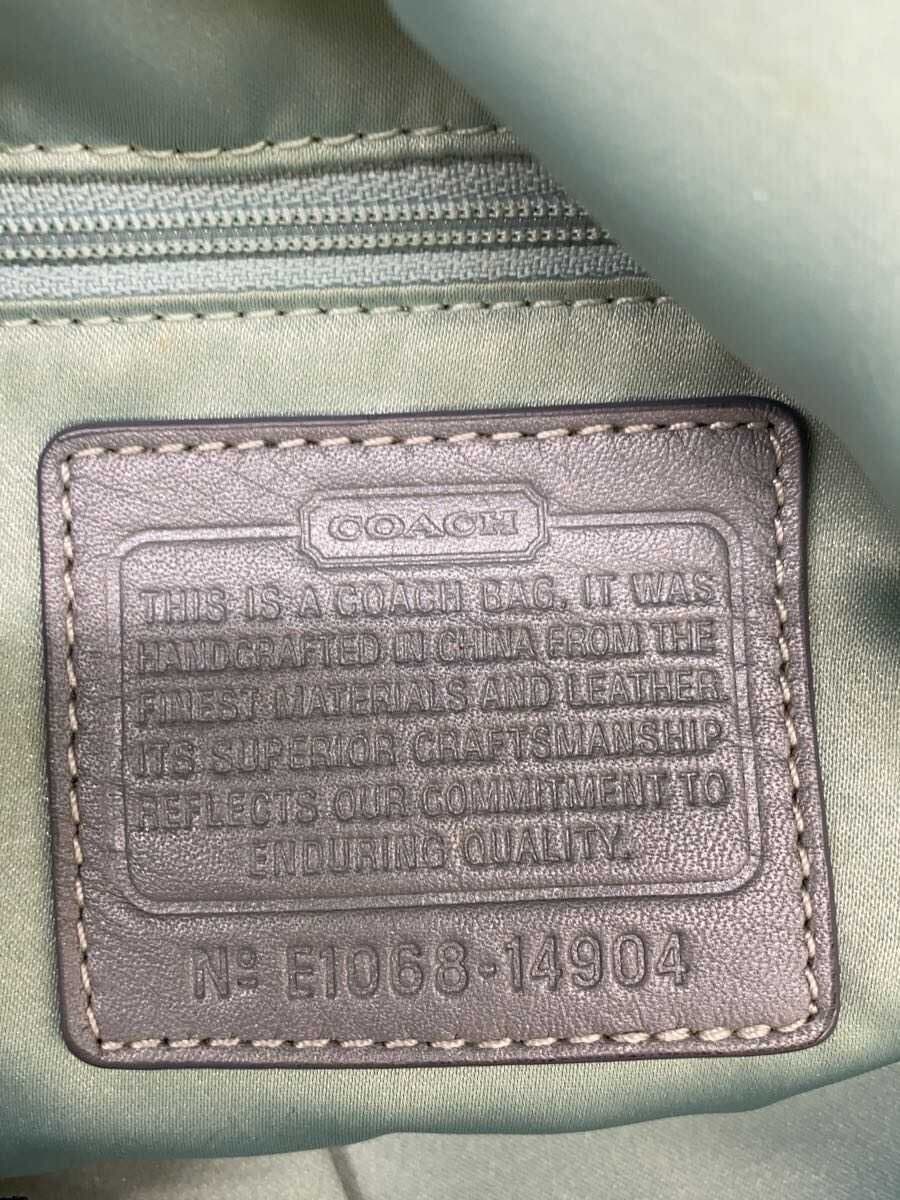 COACH
THIS IS A COACH BAG. IT WAS
HANDCRAFTED IN CHINA FROM THE
FINEST MATERIALS AND LEATHER.
ITS SUPERIOR CRAFTSMANSHIP
REFLECTS OUR COMMITMENT TO
ENDURING QUALITY.
Nº E1068-14904